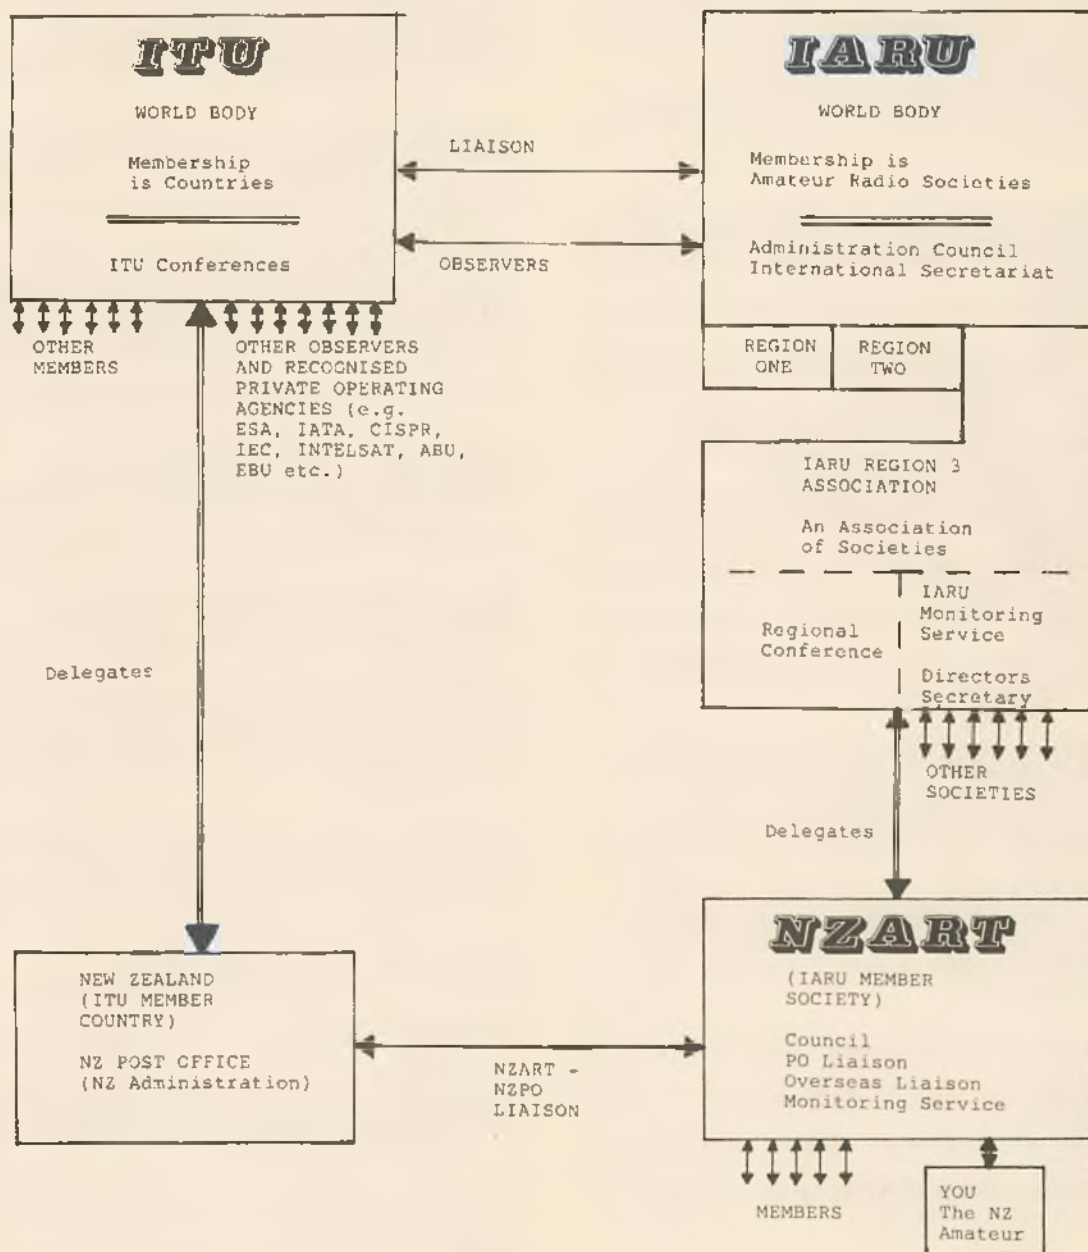 ITU
WORLD BODY
Membership
is Countries
ITU Conferences
LIAISON
OBSERVERS
IARU
WORLD BODY
Membership is
Amateur Radio Societies
Administration Council
International Secretariat
OTHER
MEMBERS
OTHER OBSERVERS
AND RECOGNISED
PRIVATE OPERATING
AGENCIES (e.g.
ESA, IATA, CISPR,
IEC, INTELSAT, ABU,
EBU etc.)
REGION
ONE
REGION
TWO
IARU REGION 3
ASSOCIATION
An Association
of Societies
Regional
Conference
IARU
Monitoring
Service
Directors
Secretary
OTHER
SOCIETIES
Delegates
Delegates
NEW ZEALAND
(ITU MEMBER
COUNTRY)
NZ POST OFFICE
(NZ Administration)
NZART -
NZPO
LIAISON
NZART
(IARU MEMBER
SOCIETY)
Council
PO Liaison
Overseas Liaison
Monitoring Service
MEMBERS
YOU
The NZ
Amateur